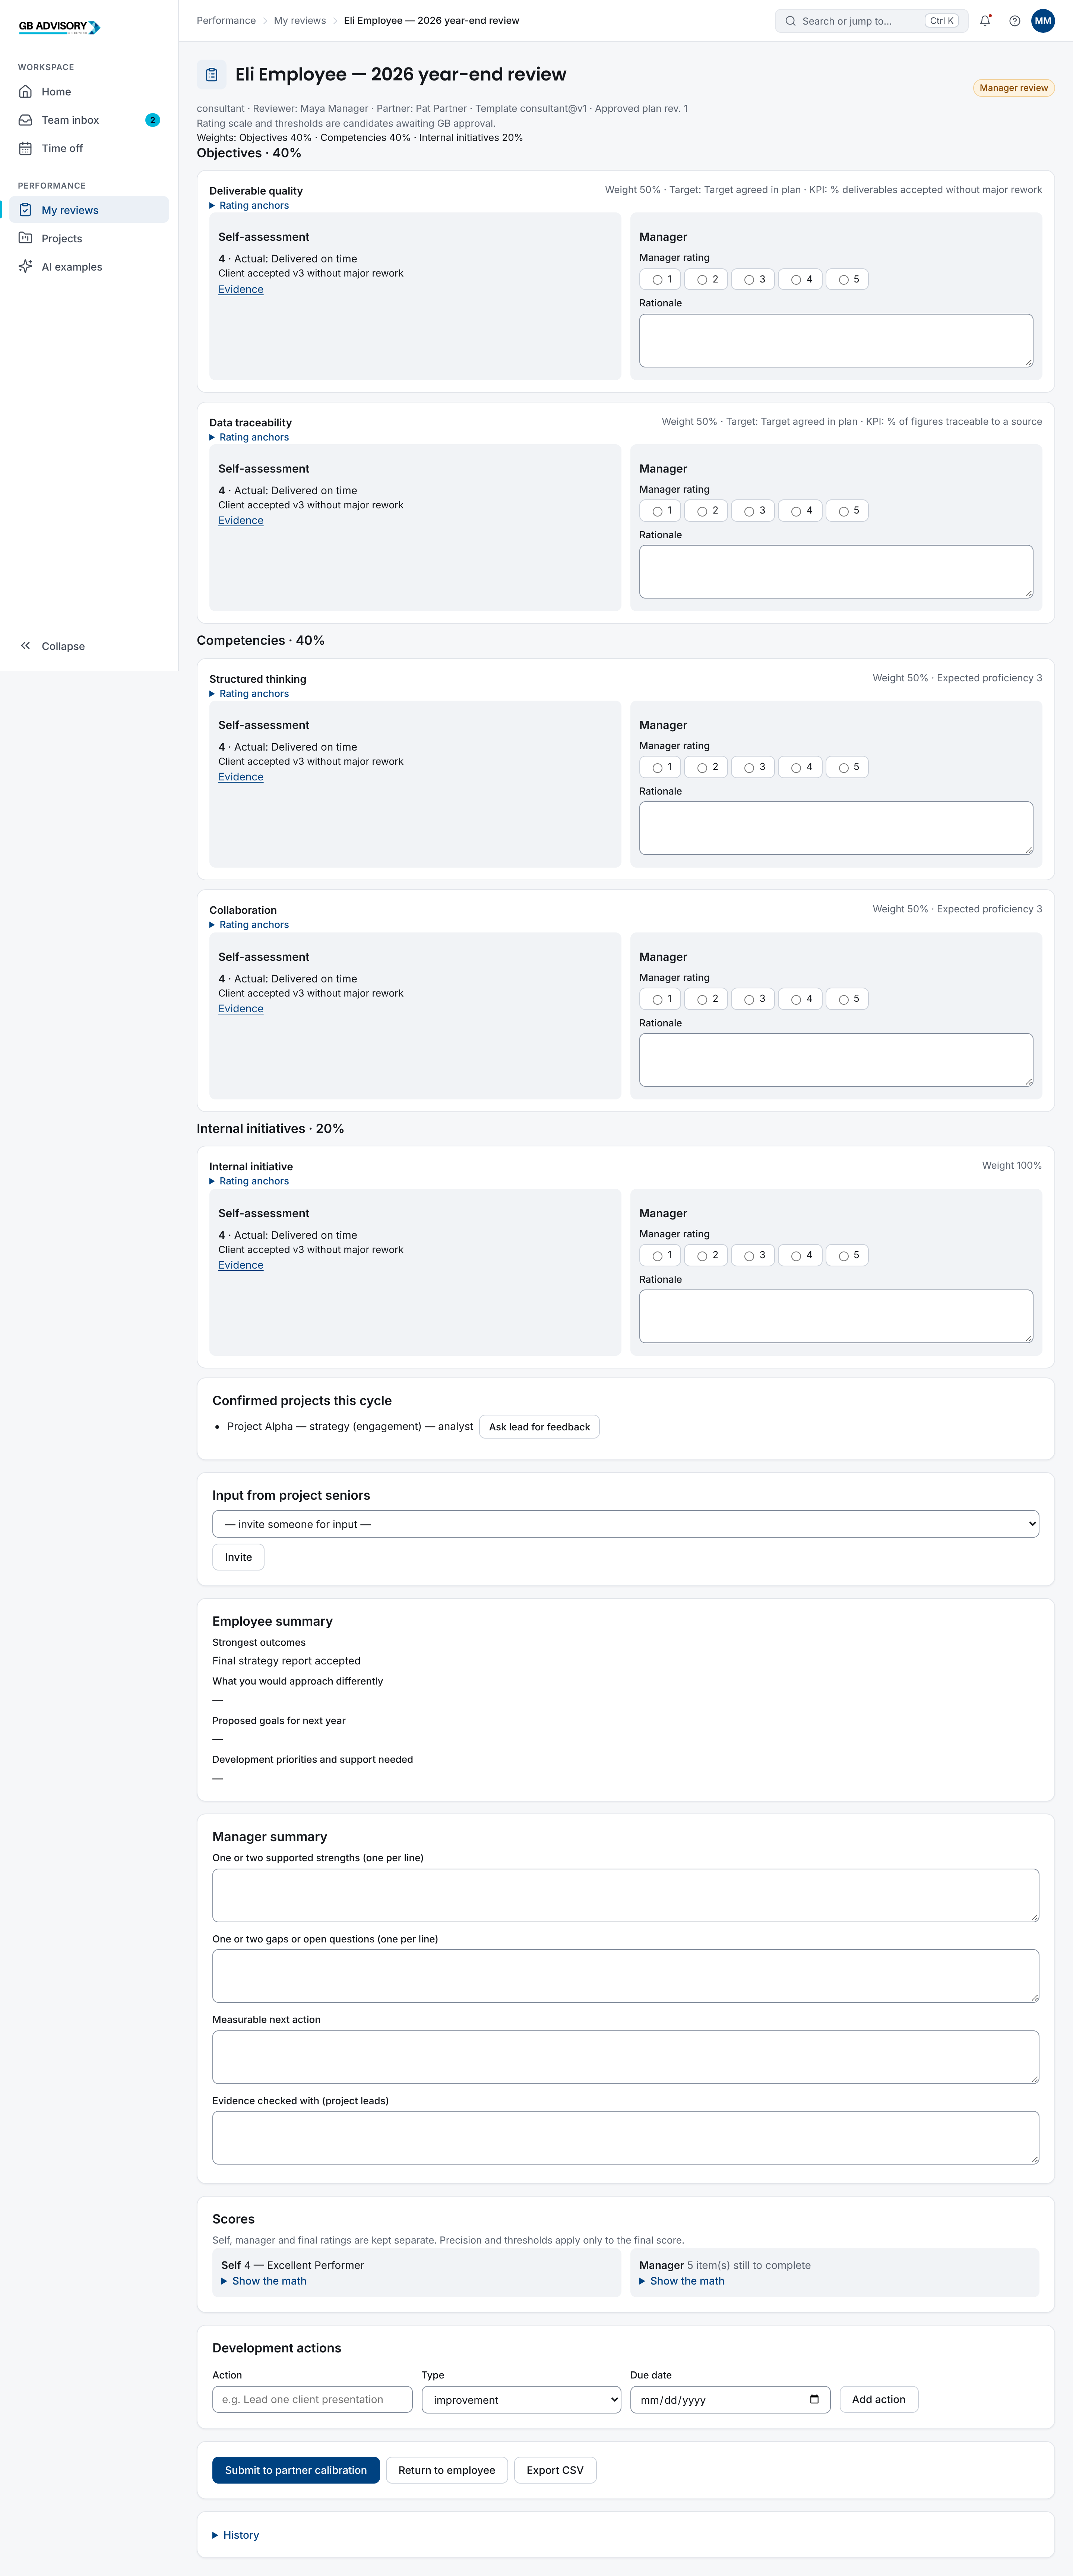 GB ADVISORY
WORKSPACE
Home
Team inbox 2
Time off
PERFORMANCE
My reviews
Projects
AI examples
Collapse
Performance > My reviews > Eli Employee — 2026 year-end review
Search or jump to... Ctrl K
MM
Eli Employee — 2026 year-end review
Manager review
consultant · Reviewer: Maya Manager · Partner: Pat Partner · Template consultant@v1 · Approved plan rev. 1
Rating scale and thresholds are candidates awaiting GB approval.
Weights: Objectives 40% · Competencies 40% · Internal initiatives 20%
Objectives · 40%
Deliverable quality Weight 50% · Target: Target agreed in plan · KPI: % deliverables accepted without major rework
Rating anchors
Self-assessment
4 · Actual: Delivered on time
Client accepted v3 without major rework
Evidence
Manager
Manager rating
1 2 3 4 5
Rationale
Data traceability Weight 50% · Target: Target agreed in plan · KPI: % of figures traceable to a source
Rating anchors
Self-assessment
4 · Actual: Delivered on time
Client accepted v3 without major rework
Evidence
Manager
Manager rating
1 2 3 4 5
Rationale
Competencies · 40%
Structured thinking Weight 50% · Expected proficiency 3
Rating anchors
Self-assessment
4 · Actual: Delivered on time
Client accepted v3 without major rework
Evidence
Manager
Manager rating
1 2 3 4 5
Rationale
Collaboration Weight 50% · Expected proficiency 3
Rating anchors
Self-assessment
4 · Actual: Delivered on time
Client accepted v3 without major rework
Evidence
Manager
Manager rating
1 2 3 4 5
Rationale
Internal initiatives · 20%
Internal initiative Weight 100%
Rating anchors
Self-assessment
4 · Actual: Delivered on time
Client accepted v3 without major rework
Evidence
Manager
Manager rating
1 2 3 4 5
Rationale
Confirmed projects this cycle
• Project Alpha — strategy (engagement) — analyst Ask lead for feedback
Input from project seniors
— invite someone for input —
Invite
Employee summary
Strongest outcomes
Final strategy report accepted
What you would approach differently
—
Proposed goals for next year
—
Development priorities and support needed
—
Manager summary
One or two supported strengths (one per line)
One or two gaps or open questions (one per line)
Measurable next action
Evidence checked with (project leads)
Scores
Self, manager and final ratings are kept separate. Precision and thresholds apply only to the final score.
Self 4 — Excellent Performer
Show the math
Manager 5 item(s) still to complete
Show the math
Development actions
Action Type Due date
e.g. Lead one client presentation improvement mm/dd/yyyy Add action
Submit to partner calibration Return to employee Export CSV
History